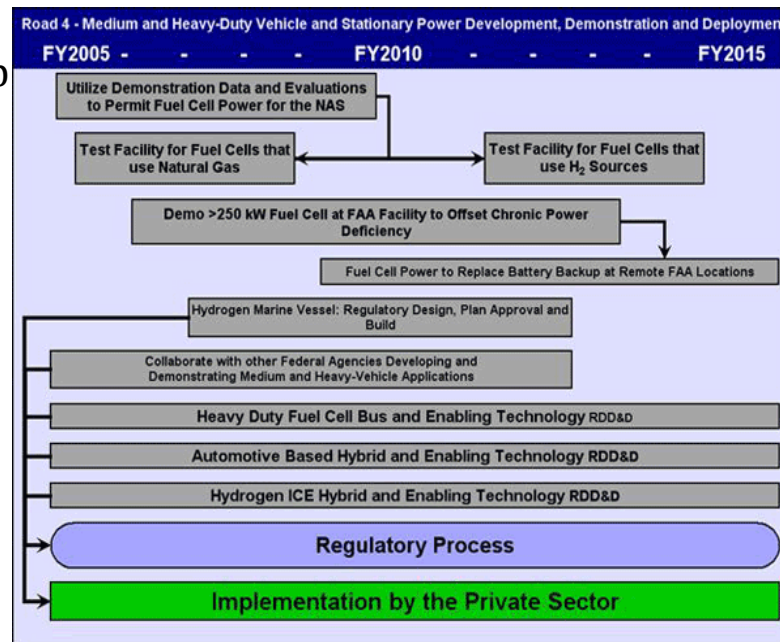 Road 4 - Medium and Heavy-Duty Vehicle and Stationary Power Development, Demonstration and Deploymen
FY2005 - - - - FY2010 - - - - FY2015
Utilize Demonstration Data and Evaluations
to Permit Fuel Cell Power for the NAS
Test Facility for Fuel Cells that
use Natural Gas
Test Facility for Fuel Cells that
use H₂ Sources
Demo >250 kW Fuel Cell at FAA Facility to Offset Chronic Power
Deficiency
Fuel Cell Power to Replace Battery Backup at Remote FAA Locations
Hydrogen Marine Vessel: Regulatory Design, Plan Approval and
Build
Collaborate with other Federal Agencies Developing and
Demonstrating Medium and Heavy-Vehicle Applications
Heavy Duty Fuel Cell Bus and Enabling Technology RDD&D
Automotive Based Hybrid and Enabling Technology RDD&D
Hydrogen ICE Hybrid and Enabling Technology RDD&D
Regulatory Process
Implementation by the Private Sector